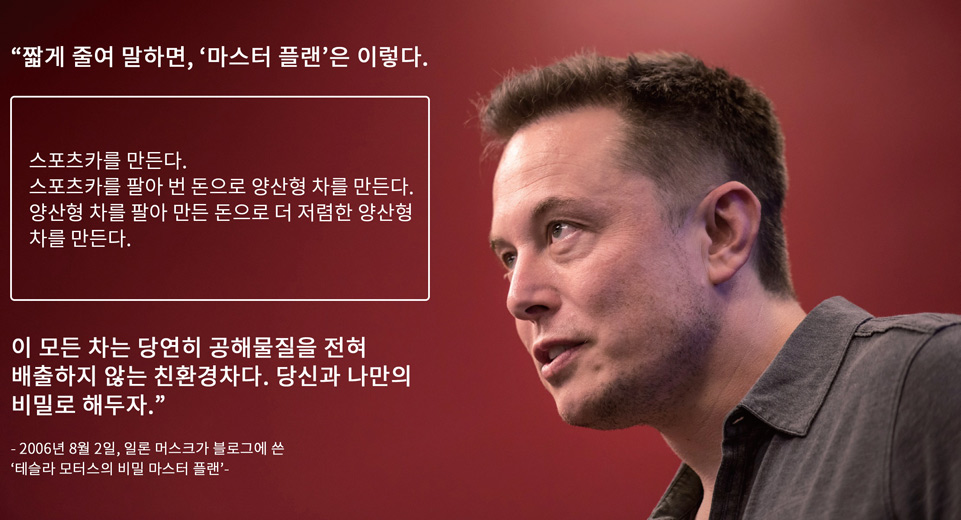 “짧게 줄여 말하면, ‘마스터 플랜’은 이렇다.
스포츠카를 만든다.
스포츠카를 팔아 번 돈으로 양산형 차를 만든다.
양산형 차를 팔아 만든 돈으로 더 저렴한 양산형
차를 만든다.
이 모든 차는 당연히 공해물질을 전혀
배출하지 않는 친환경차다. 당신과 나만의
비밀로 해두자.”
- 2006년 8월 2일, 일론 머스크가 블로그에 쓴
‘테슬라 모터스의 비밀 마스터 플랜’-